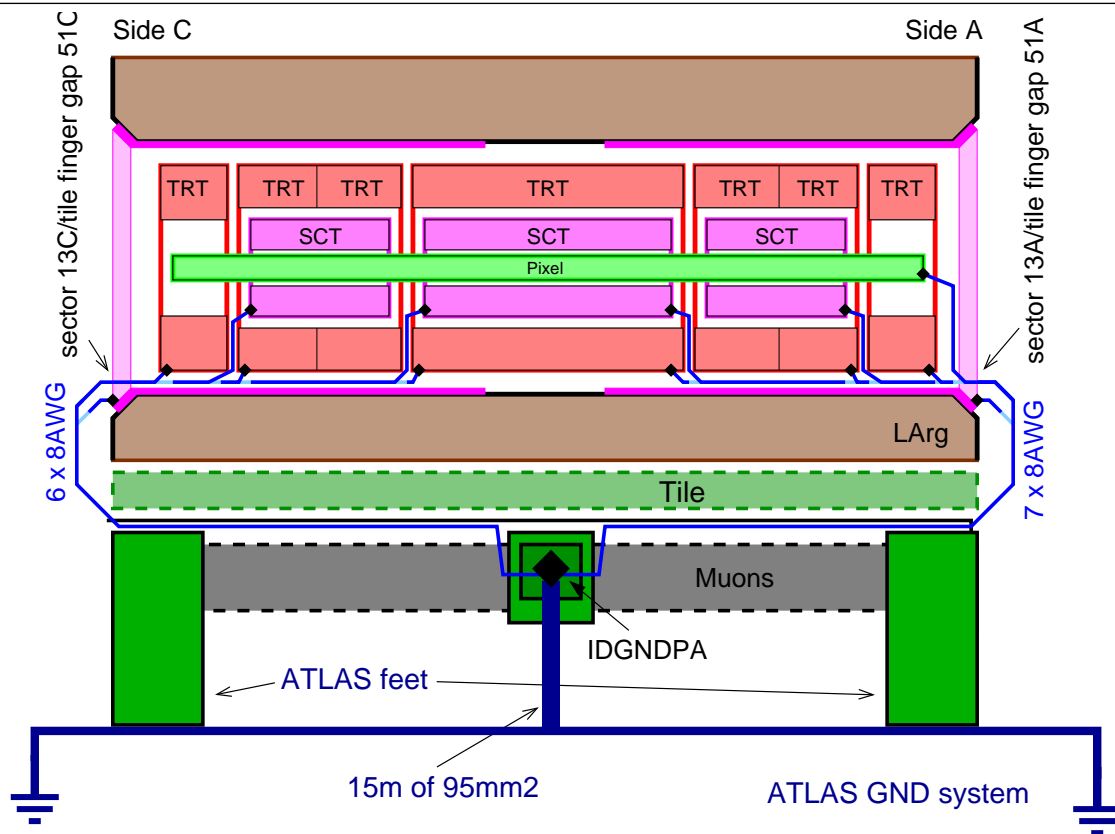 Side C
Side A
sector 13C/tile finger gap 51C
sector 13A/tile finger gap 51A
TRT
TRT
TRT
TRT
TRT
TRT
TRT
SCT
SCT
SCT
Pixel
6 x 8AWG
7 x 8AWG
LArg
Tile
Muons
IDGNDPA
ATLAS feet
15m of 95mm2
ATLAS GND system